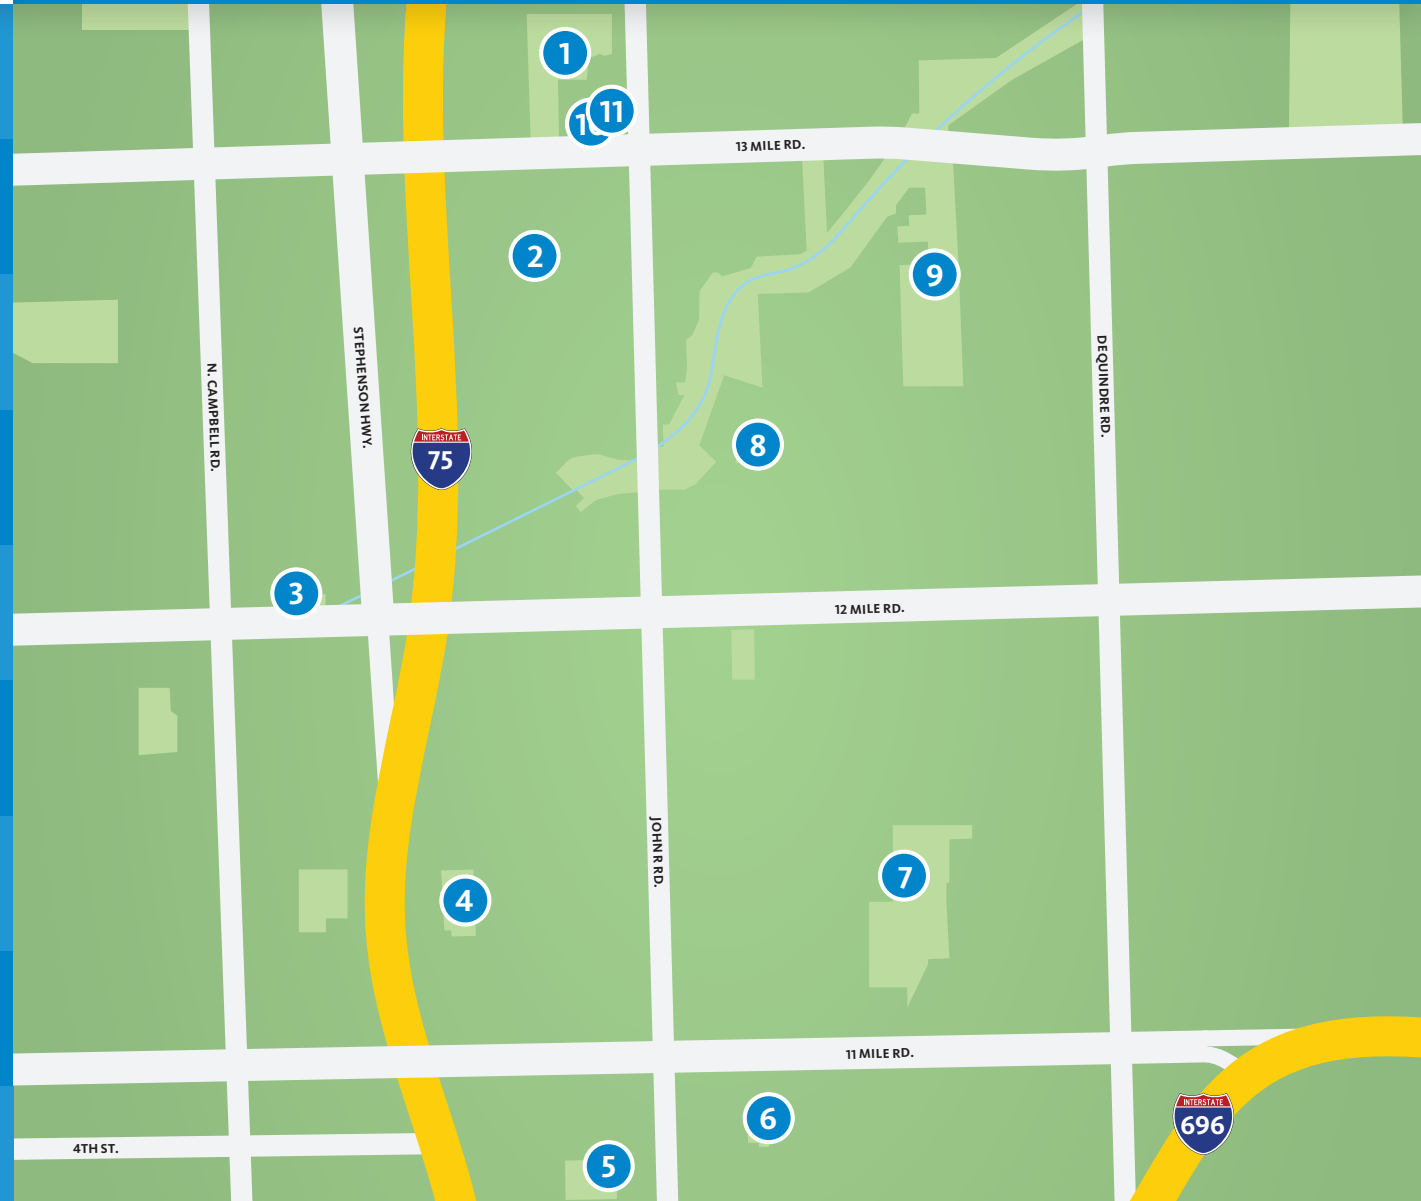 1
11
10
13 MILE RD.
2
9
N. CAMPBELL RD.
STEPHENSON HWY.
DEQUINDRE RD.
INTERSTATE
75
8
3
12 MILE RD.
JOHN R RD.
7
4
11 MILE RD.
INTERSTATE
696
6
4TH ST.
5